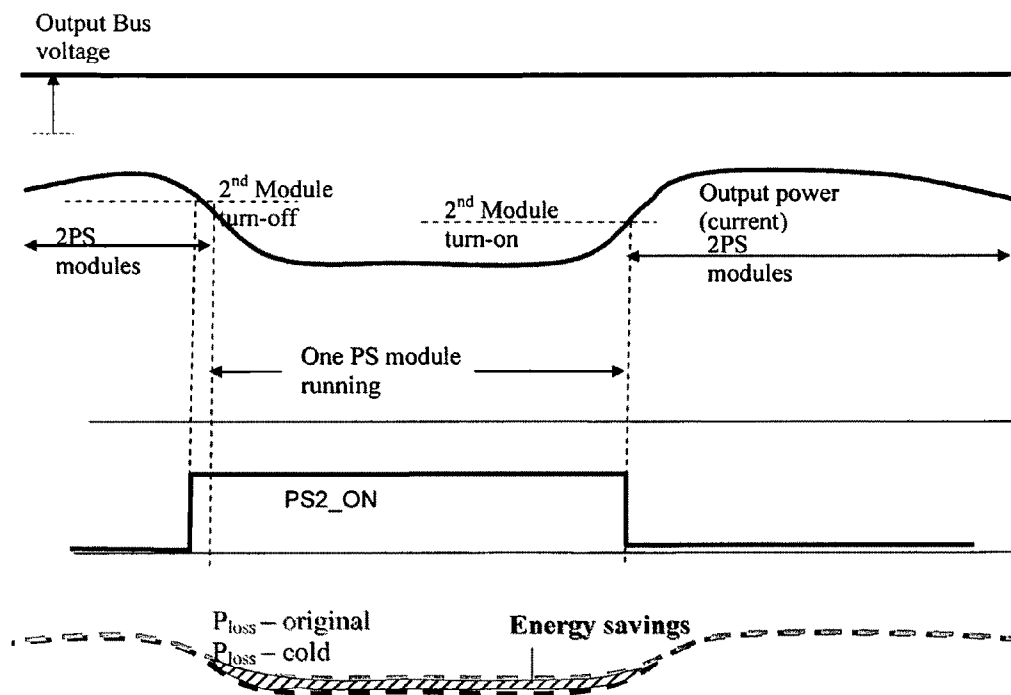 Output Bus
voltage
2nd Module
turn-off
2nd Module
turn-on
Output power
(current)
2PS
modules
2PS
modules
One PS module
running
PS2_ON
Ploss – original
Ploss – cold
Energy savings